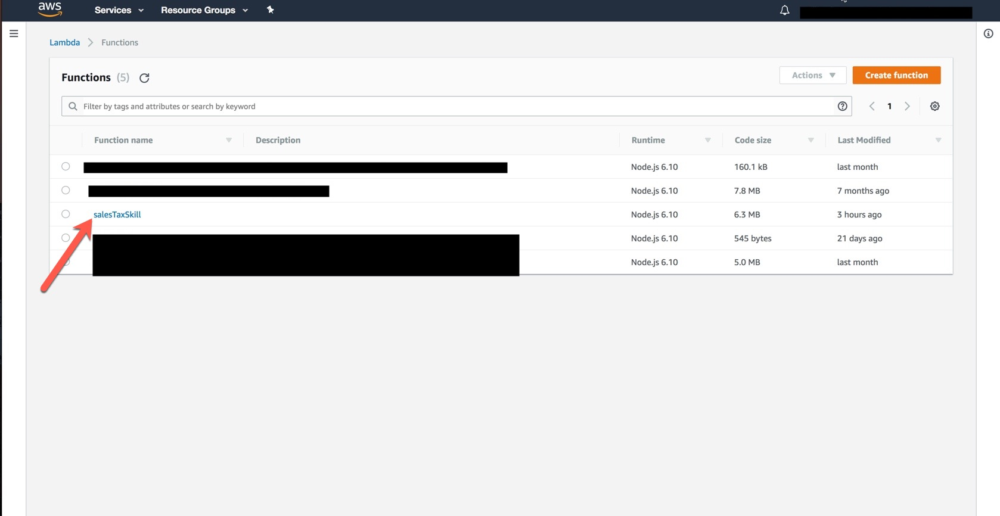 aws Services Resource Groups
Lambda > Functions
Functions (5)
Actions Create function
Filter by tags and attributes or search by keyword
1
Function name Description Runtime Code size Last Modified
Node.js 6.10 160.1 kB last month
Node.js 6.10 7.8 MB 7 months ago
salesTaxSkill Node.js 6.10 6.3 MB 3 hours ago
Node.js 6.10 545 bytes 21 days ago
Node.js 6.10 5.0 MB last month